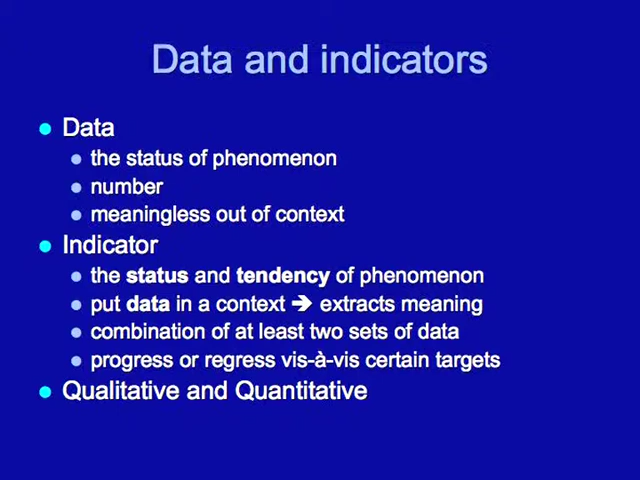 Data and indicators
• Data
• the status of phenomenon
• number
• meaningless out of context
• Indicator
• the status and tendency of phenomenon
• put data in a context ➔ extracts meaning
• combination of at least two sets of data
• progress or regress vis-à-vis certain targets
• Qualitative and Quantitative